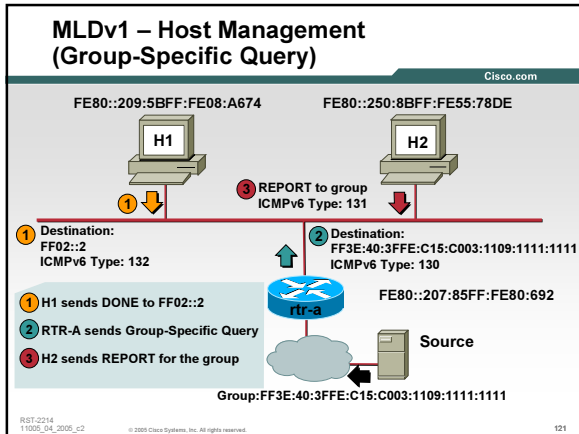 MLDv1 – Host Management
(Group-Specific Query)
Cisco.com
FE80::209:5BFF:FE08:A674
FE80::250:8BFF:FE55:78DE
H1
H2
1
3 REPORT to group
ICMPv6 Type: 131
1 Destination:
FF02::2
ICMPv6 Type: 132
2 Destination:
FF3E:40:3FFE:C15:C003:1109:1111:1111
ICMPv6 Type: 130
1 H1 sends DONE to FF02::2
2 RTR-A sends Group-Specific Query
3 H2 sends REPORT for the group
rtr-a
FE80::207:85FF:FE80:692
Source
Group:FF3E:40:3FFE:C15:C003:1109:1111:1111
RST-2214
11005_04_2005_c2
© 2005 Cisco Systems, Inc. All rights reserved.
121